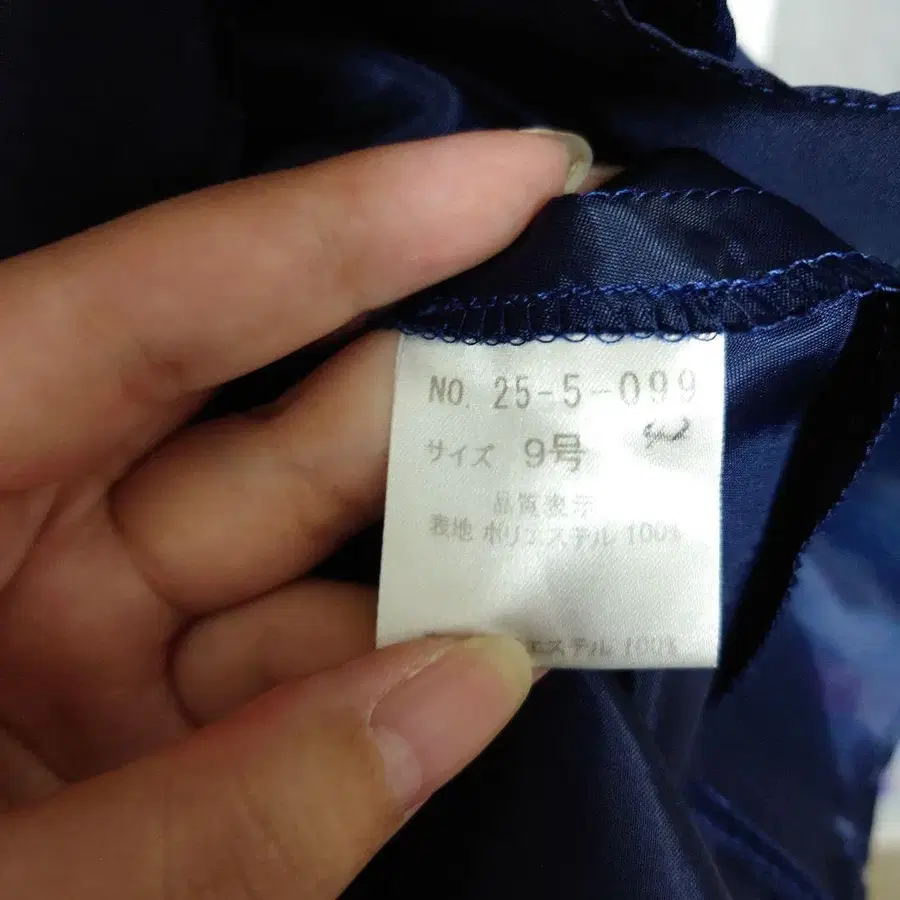 NO. 25-5-099
サイズ 9号
品質表示
表地 ポリエステル 100%
エステル 100%